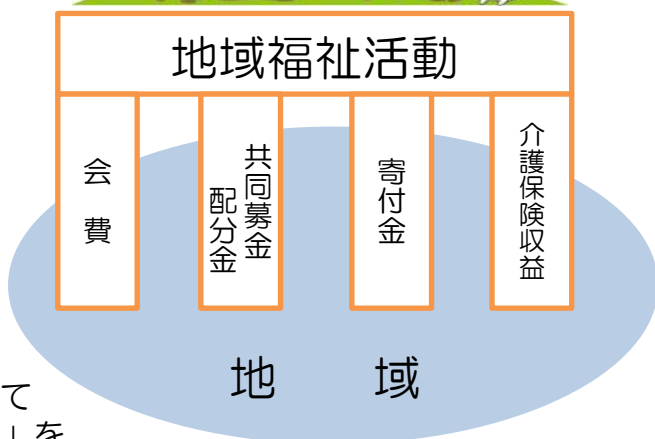 地域福祉活動
会費
共同募金
配分金
寄付金
介護保険収益
地域
て
」を